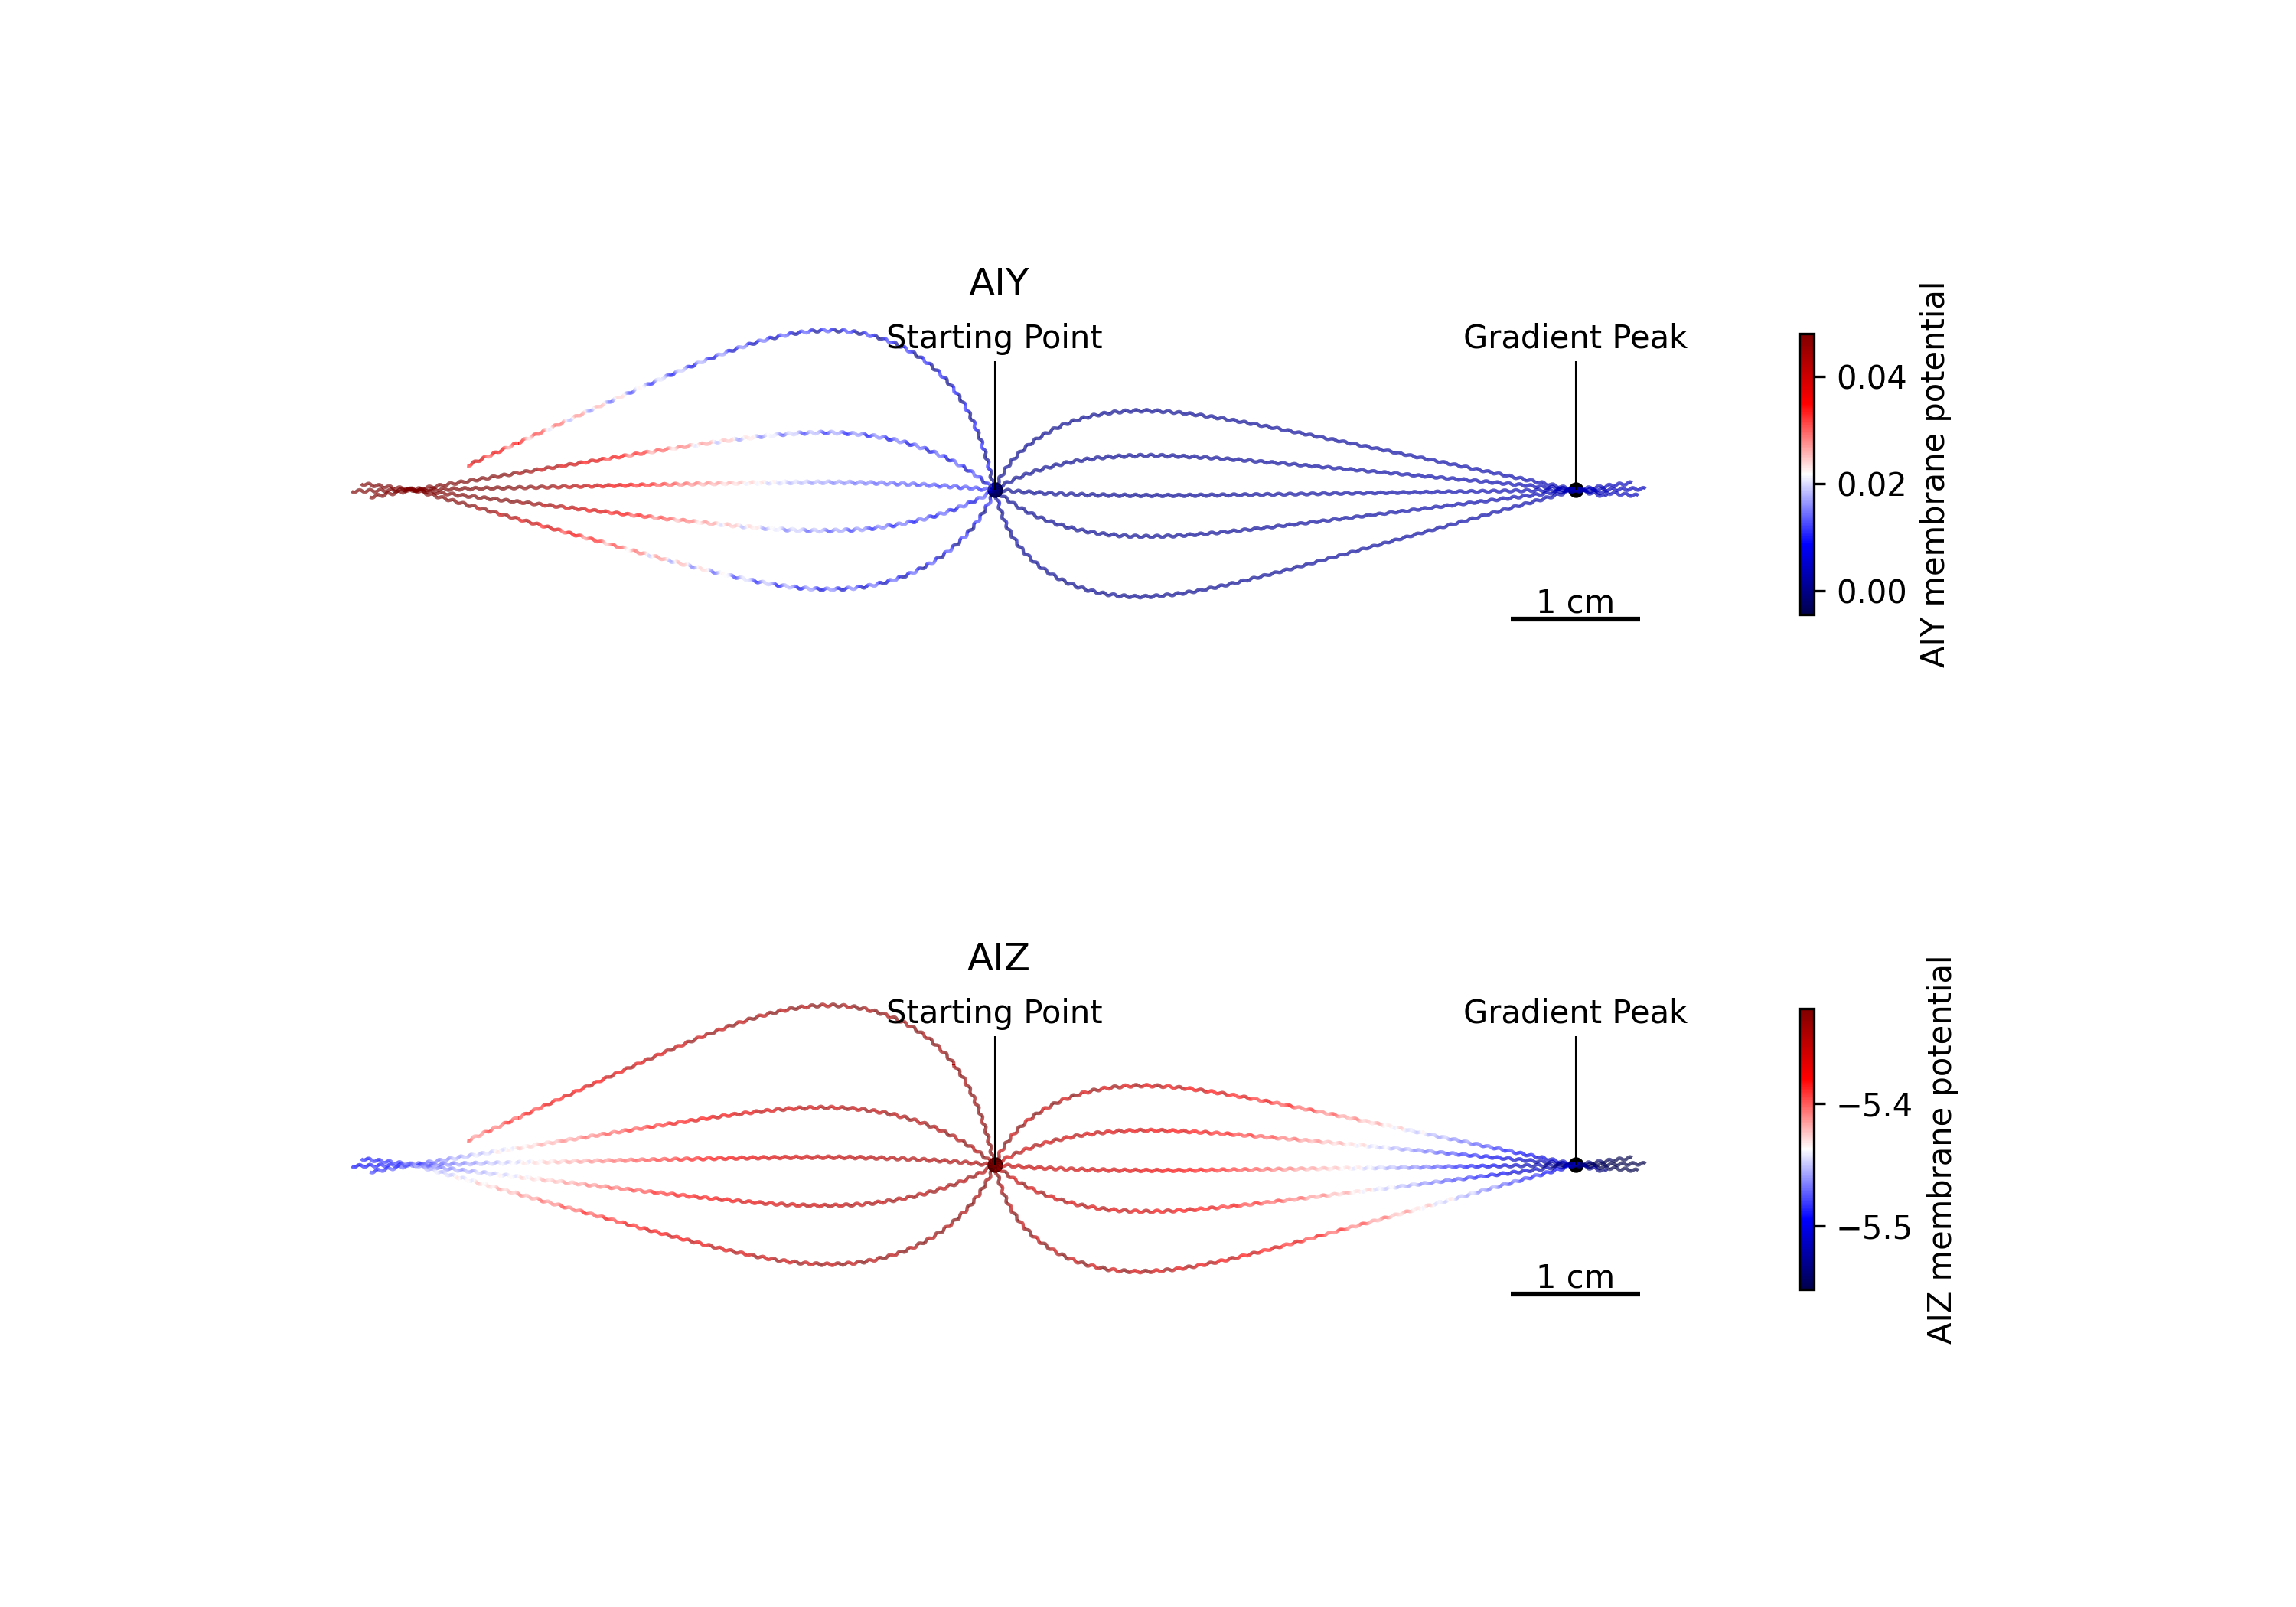 AIY
Starting Point
Gradient Peak
1 cm
0.04
0.02
0.00
AIY membrane potential
AIZ
Starting Point
Gradient Peak
1 cm
−5.4
−5.5
AIZ membrane potential